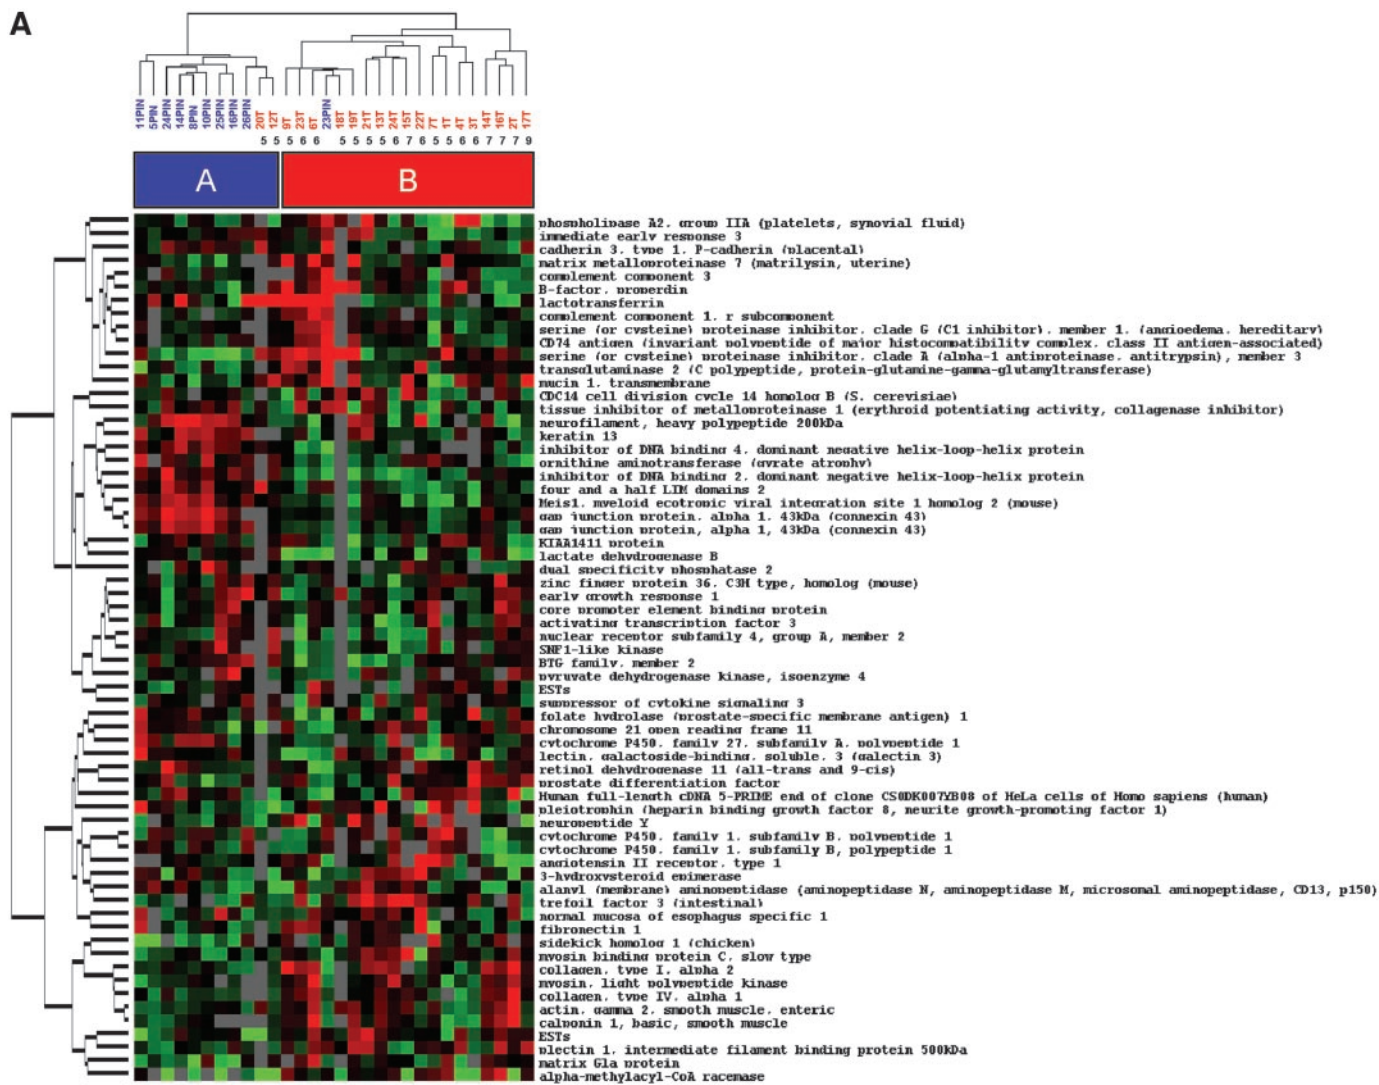 A
11PIN 5PIN 24PIN 14PIN 8PIN 10PIN 25PIN 16PIN 26PIN 20T 12T 9T 23T 6T 23PIN 18T 19T 21T 13T 24T 15T 22T 7T 1T 4T 3T 14T 16T 2T 17T
5 5 5 6 6 5 5 5 5 6 7 6 5 5 6 6 7 7 7 9
A B
phospholipase A2, group IIA (platelets, synovial fluid)
immediate early response 3
cadherin 3, type 1, P-cadherin (placental)
matrix metalloproteinase 7 (matrilysin, uterine)
complement component 3
B-factor, properdin
lactotransferrin
complement component 1, r subcomponent
serine (or cysteine) proteinase inhibitor, clade G (C1 inhibitor), member 1, (angioedema, hereditary)
CD74 antigen (invariant polypeptide of major histocompatibility complex, class II antigen-associated)
serine (or cysteine) proteinase inhibitor, clade A (alpha-1 antiproteinase, antitrypsin), member 3
transglutaminase 2 (C polypeptide, protein-glutamine-gamma-glutamyltransferase)
mucin 1, transmembrane
CDC14 cell division cycle 14 homolog B (S. cerevisiae)
tissue inhibitor of metalloproteinase 1 (erythroid potentiating activity, collagenase inhibitor)
neurofilament, heavy polypeptide 200kDa
keratin 13
inhibitor of DNA binding 4, dominant negative helix-loop-helix protein
ornithine aminotransferase (gyrate atrophy)
inhibitor of DNA binding 2, dominant negative helix-loop-helix protein
four and a half LIM domains 2
Meis1, myeloid ecotropic viral integration site 1 homolog 2 (mouse)
gap junction protein, alpha 1, 43kDa (connexin 43)
gap junction protein, alpha 1, 43kDa (connexin 43)
KIAA1411 protein
lactate dehydrogenase B
dual specificity phosphatase 2
zinc finger protein 36, C3H type, homolog (mouse)
early growth response 1
core promoter element binding protein
activating transcription factor 3
nuclear receptor subfamily 4, group A, member 2
SNF1-like kinase
BTG family, member 2
pyruvate dehydrogenase kinase, isoenzyme 4
ESTs
suppressor of cytokine signaling 3
folate hydrolase (prostate-specific membrane antigen) 1
chromosome 21 open reading frame 11
cytochrome P450, family 27, subfamily A, polypeptide 1
lectin, galactoside-binding, soluble, 3 (galectin 3)
retinol dehydrogenase 11 (all-trans and 9-cis)
prostate differentiation factor
Human full-length cDNA 5-PRIME end of clone CS0DK007YB08 of HeLa cells of Homo sapiens (human)
pleiotrophin (heparin binding growth factor 8, neurite growth-promoting factor 1)
neuropeptide Y
cytochrome P450, family 1, subfamily B, polypeptide 1
cytochrome P450, family 1, subfamily B, polypeptide 1
angiotensin II receptor, type 1
3-hydroxysteroid epimerase
alanyl (membrane) aminopeptidase (aminopeptidase N, aminopeptidase M, microsomal aminopeptidase, CD13, p150)
trefoil factor 3 (intestinal)
normal mucosa of esophagus specific 1
fibronectin 1
sidekick homolog 1 (chicken)
myosin binding protein C, slow type
collagen, type I, alpha 2
myosin, light polypeptide kinase
collagen, type IV, alpha 1
actin, gamma 2, smooth muscle, enteric
calponin 1, basic, smooth muscle
ESTs
plectin 1, intermediate filament binding protein 500kDa
matrix Gla protein
alpha-methylacyl-CoA racemase